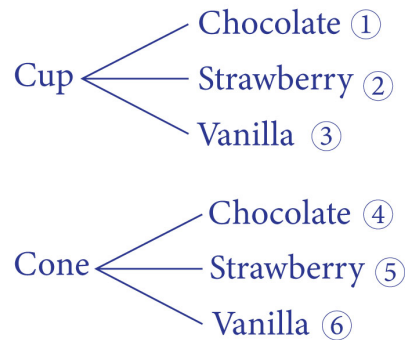 Chocolate ①
Cup
Strawberry ②
Vanilla ③
Chocolate ④
Cone
Strawberry ⑤
Vanilla ⑥